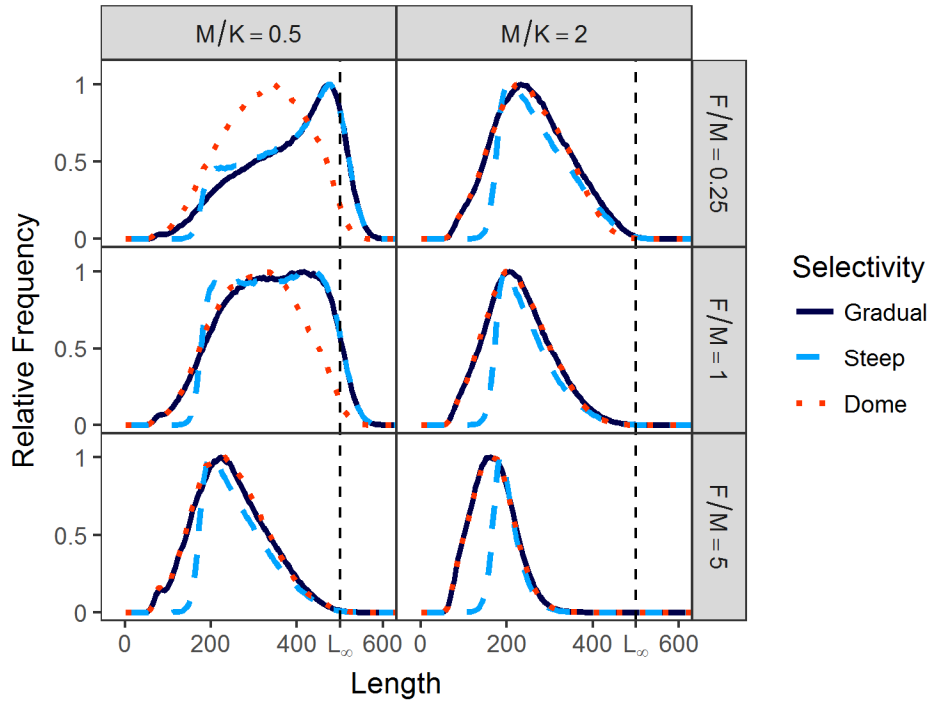 M/K = 0.5
M/K = 2
1
0.5
0
F/M = 0.25
1
0.5
0
F/M = 1
1
0.5
0
F/M = 5
0 200 400 L∞ 600
0 200 400 L∞ 600
Relative Frequency
Length
Selectivity
Gradual
Steep
Dome